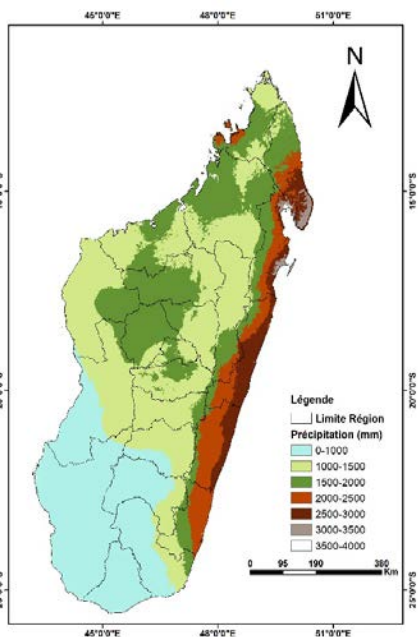 45°0'0"E 48°0'0"E 51°0'0"E
N
15°0'0"S
20°0'0"S
Légende
Limite Région
Précipitation (mm)
0-1000
1000-1500
1500-2000
2000-2500
2500-3000
3000-3500
3500-4000
0 95 190 380
Km
25°0'0"S
45°0'0"E 48°0'0"E 51°0'0"E